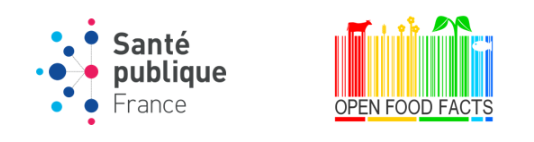 Santé
publique
France
OPEN FOOD FACTS